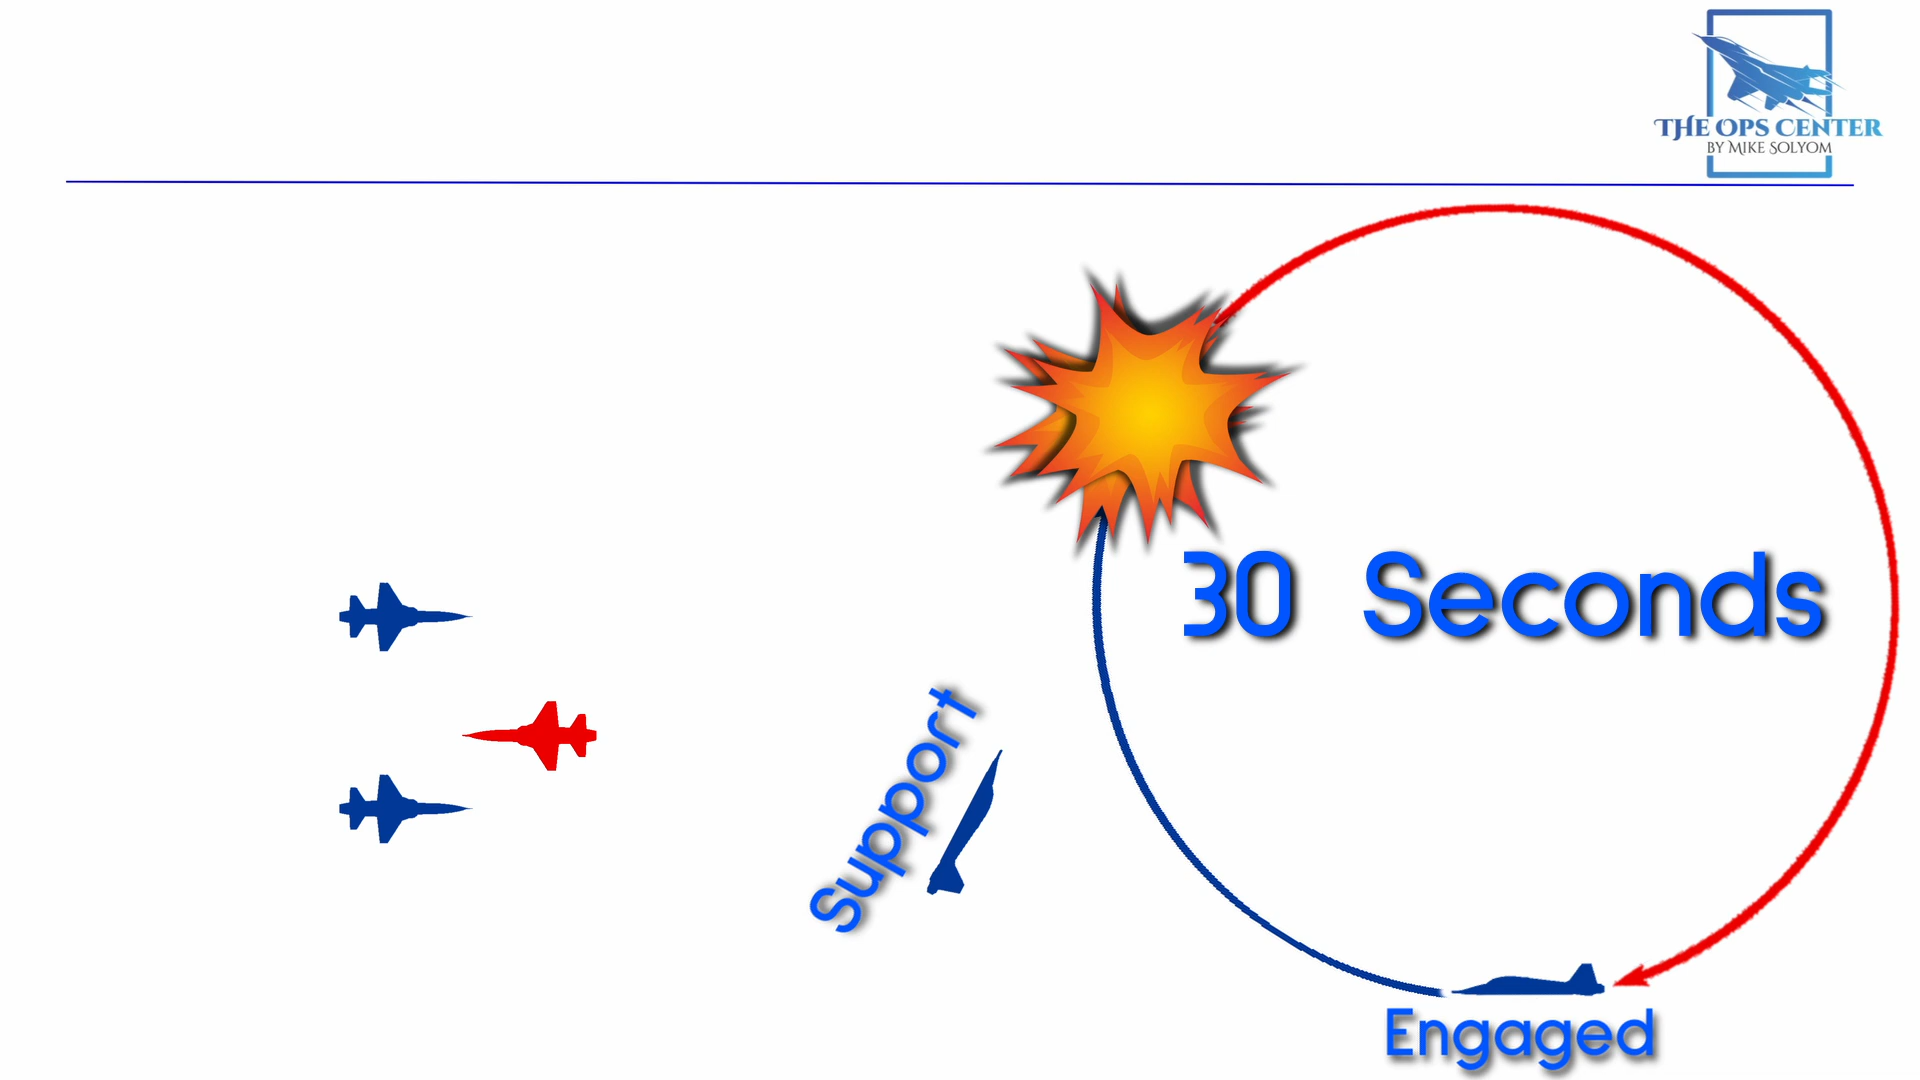 THE OPS CENTER
BY MIKE SOLYOM
30 Seconds
Support
Engaged